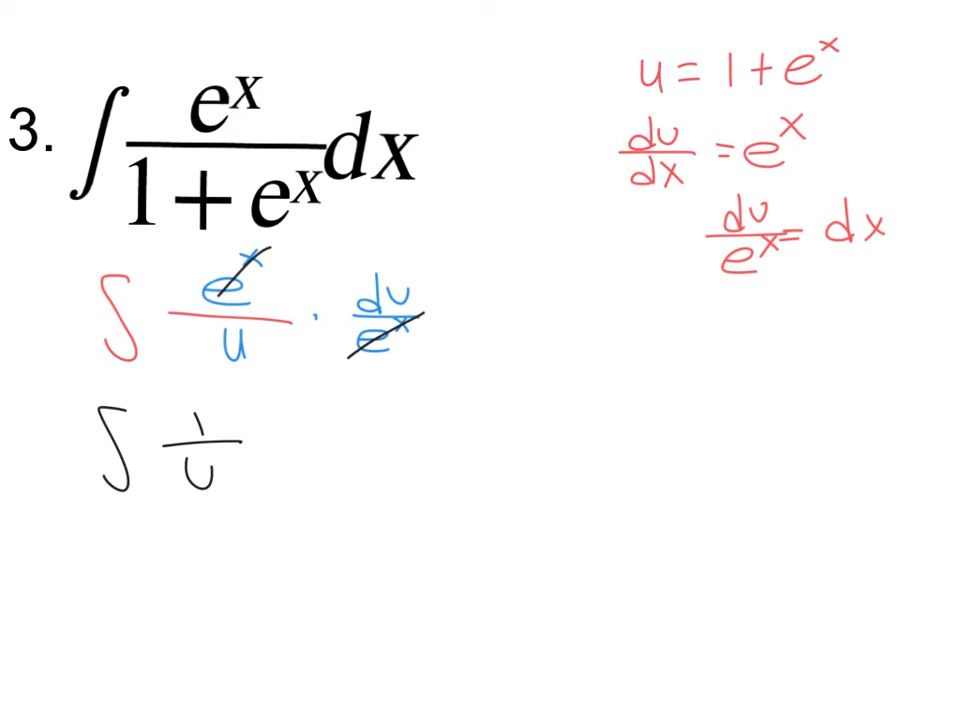 3. ∫ eˣ/(1 + eˣ) dx
u = 1 + eˣ
du/dx = eˣ
du/eˣ = dx
∫ eˣ/u · du/eˣ
∫ 1/u